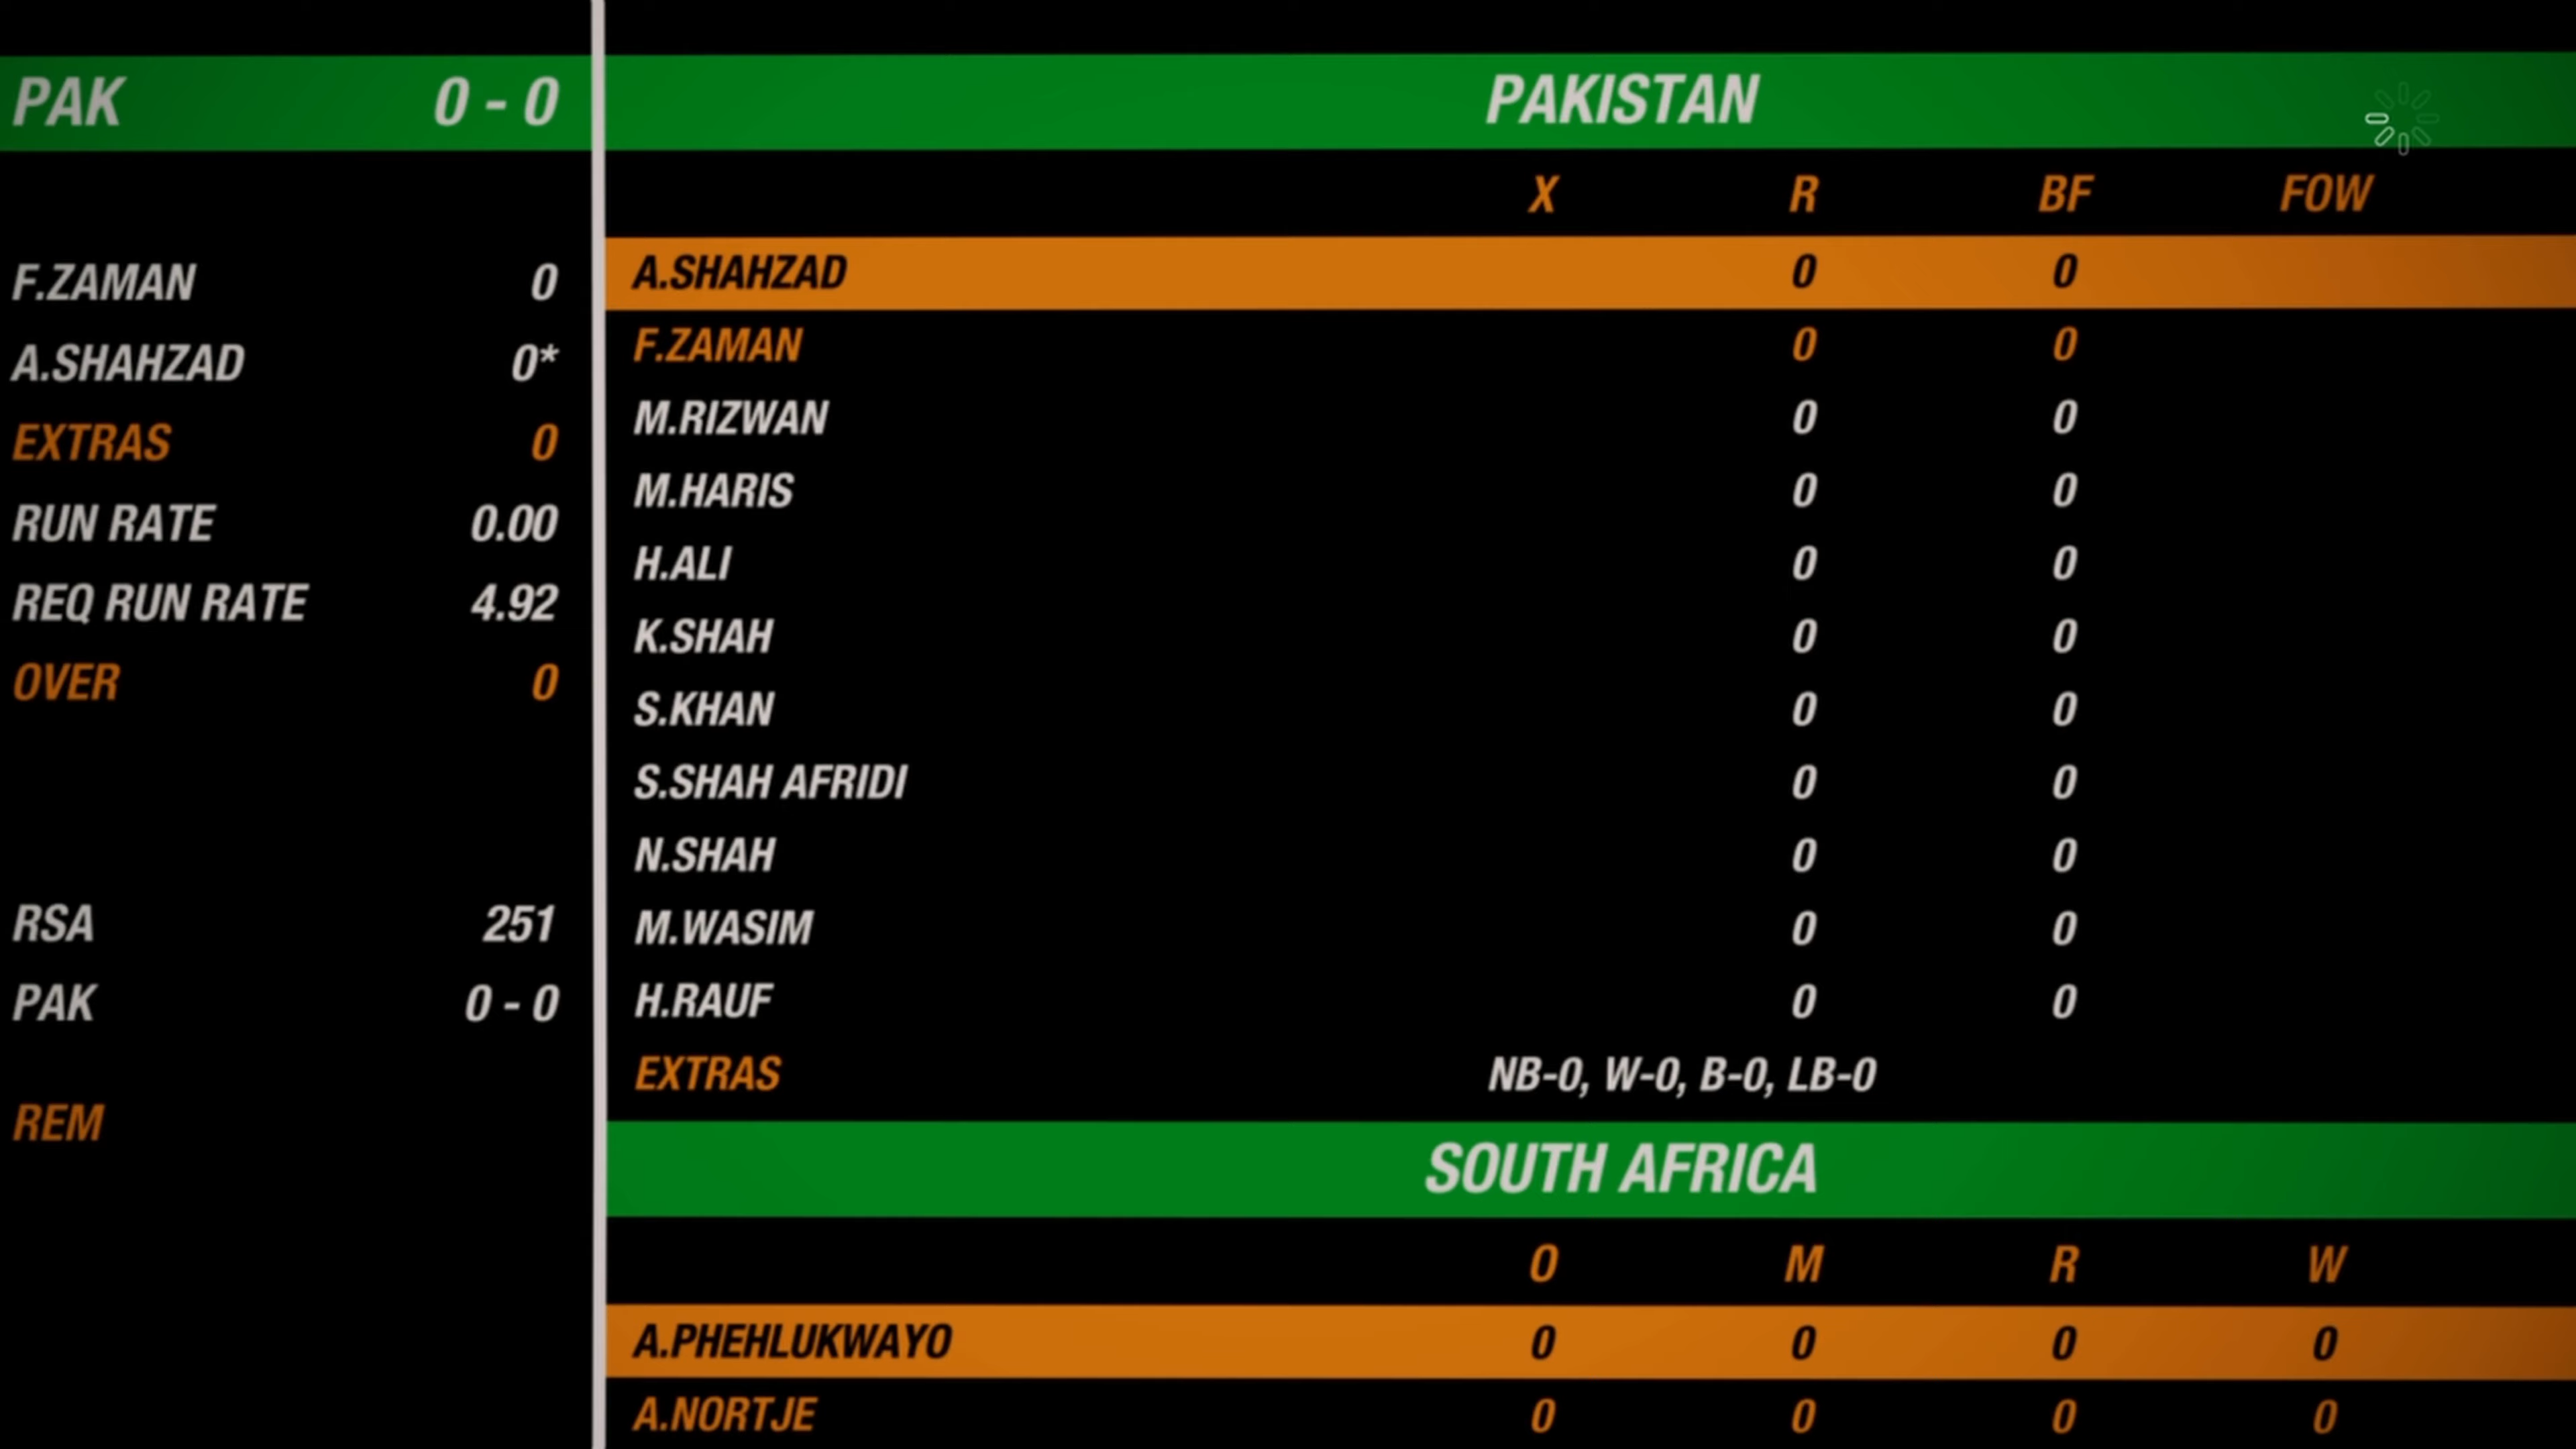 PAK 0 - 0
F.ZAMAN 0
A.SHAHZAD 0*
EXTRAS 0
RUN RATE 0.00
REQ RUN RATE 4.92
OVER 0
RSA 251
PAK 0 - 0
REM
PAKISTAN
X R BF FOW
A.SHAHZAD 0 0
F.ZAMAN 0 0
M.RIZWAN 0 0
M.HARIS 0 0
H.ALI 0 0
K.SHAH 0 0
S.KHAN 0 0
S.SHAH AFRIDI 0 0
N.SHAH 0 0
M.WASIM 0 0
H.RAUF 0 0
EXTRAS NB-0, W-0, B-0, LB-0
SOUTH AFRICA
O M R W
A.PHEHLUKWAYO 0 0 0 0
A.NORTJE 0 0 0 0